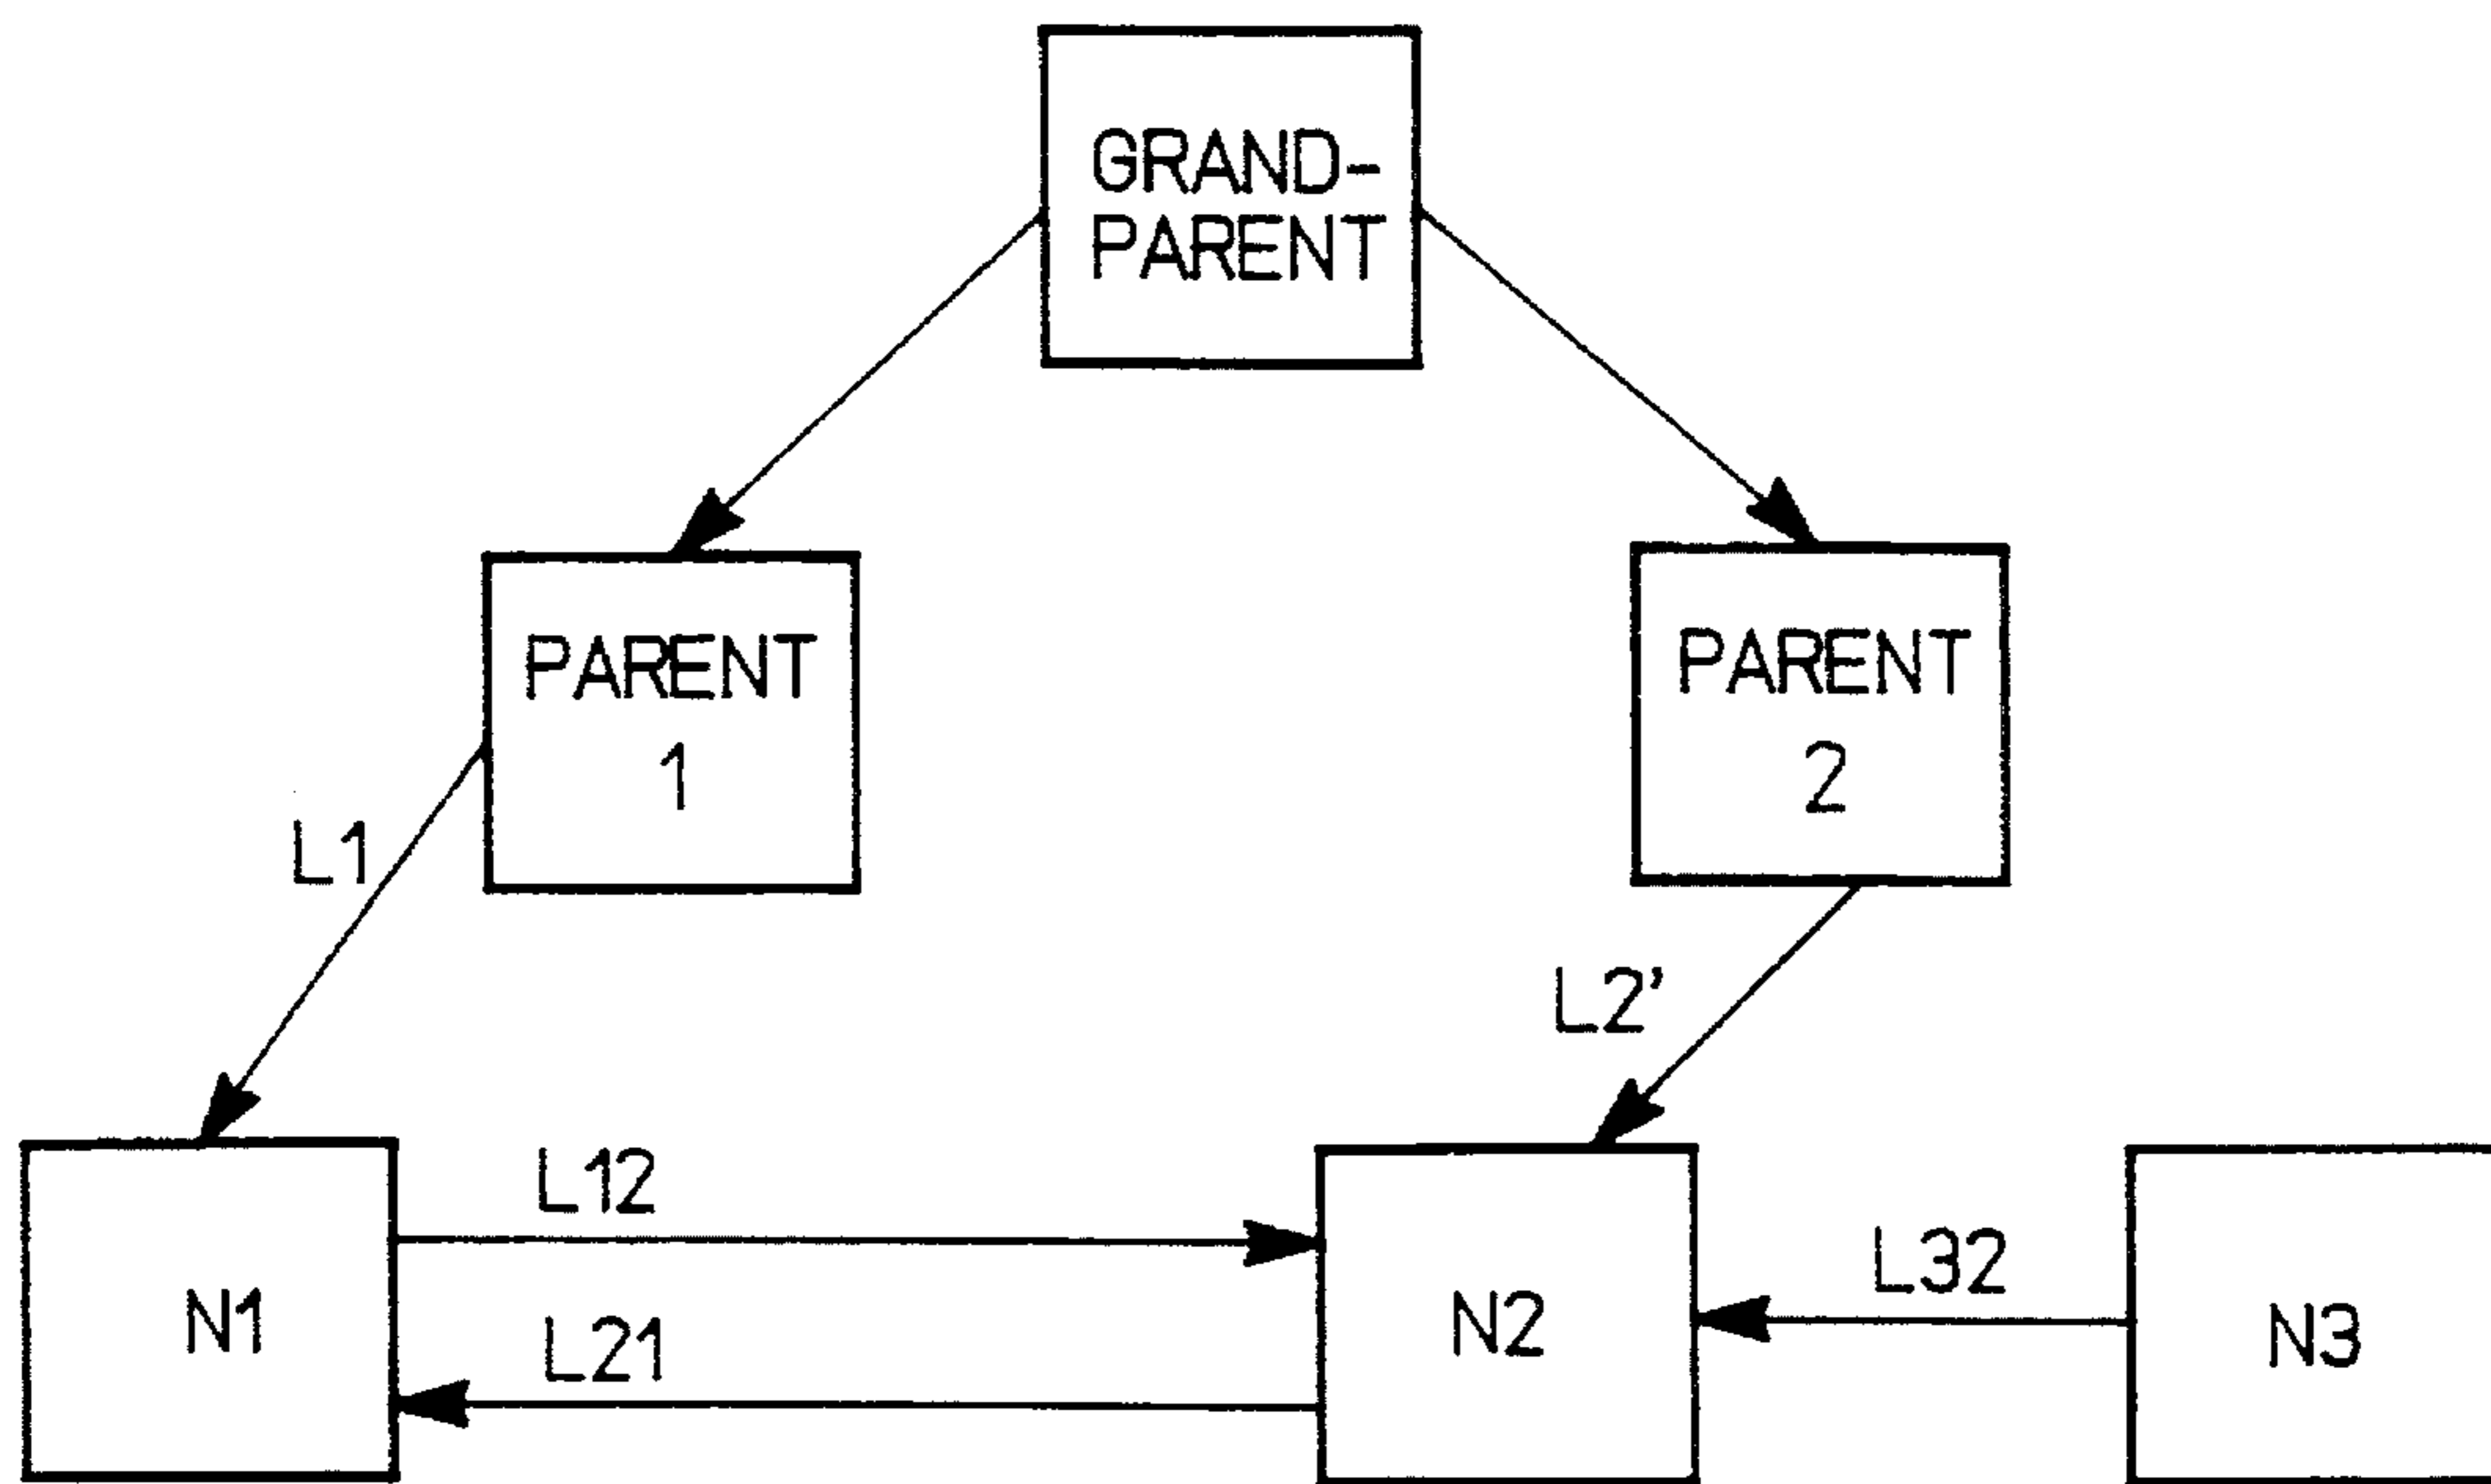 GRAND-
PARENT
PARENT
1
PARENT
2
L1
L2'
L12
L32
N1
L21
N2
N3